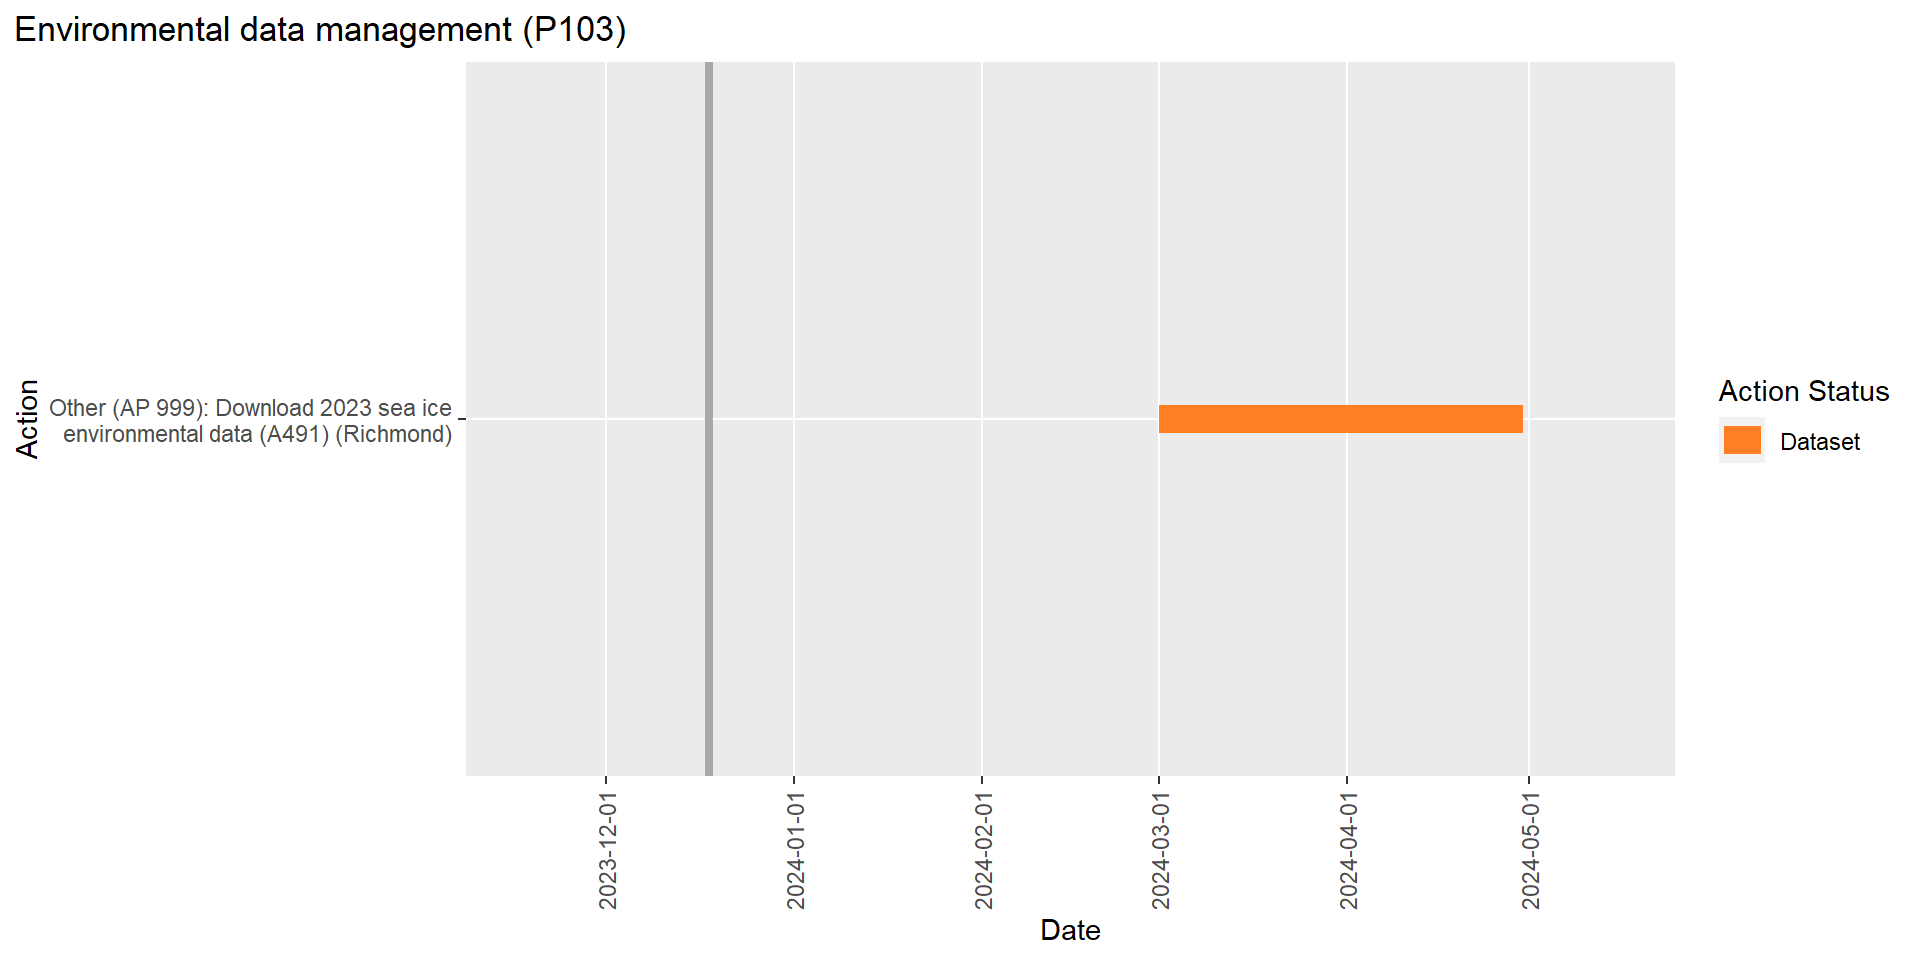 Environmental data management (P103)
Action
Other (AP 999): Download 2023 sea ice
environmental data (A491) (Richmond)
2023-12-01
2024-01-01
2024-02-01
2024-03-01
2024-04-01
2024-05-01
Date
Action Status
Dataset